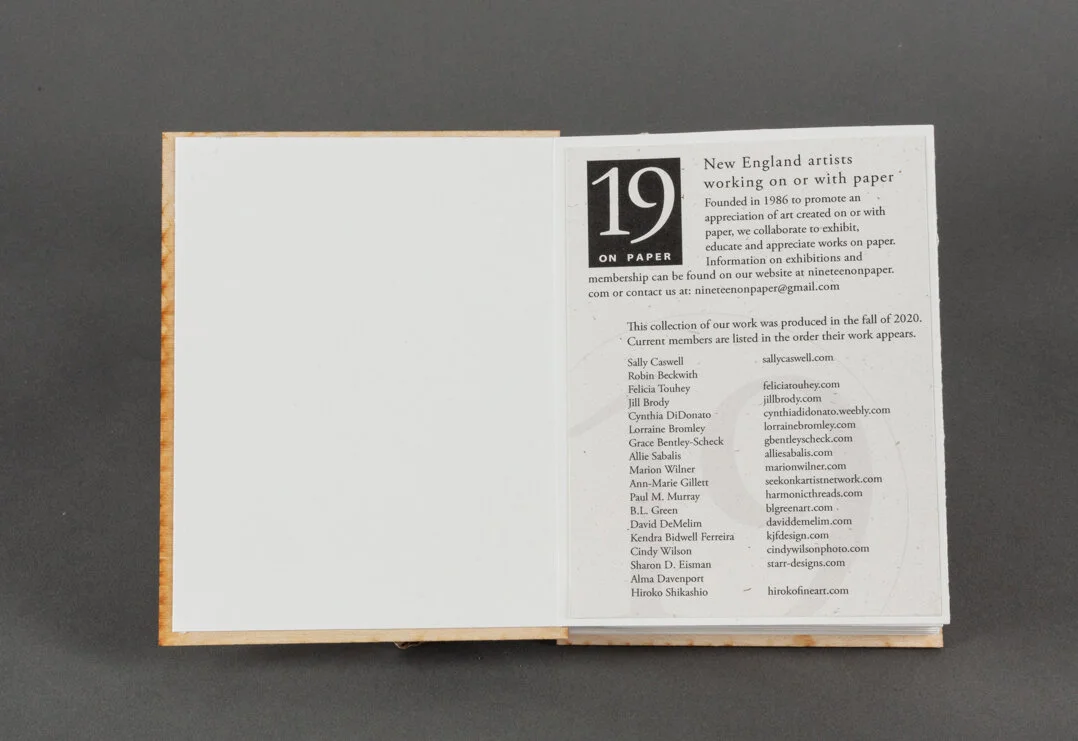 19
ON PAPER
New England artists
working on or with paper
Founded in 1986 to promote an
appreciation of art created on or with
paper, we collaborate to exhibit,
educate and appreciate works on paper.
Information on exhibitions and
membership can be found on our website at nineteenonpaper.
com or contact us at: nineteenonpaper@gmail.com
This collection of our work was produced in the fall of 2020.
Current members are listed in the order their work appears.
Sally Caswell sallycaswell.com
Robin Beckwith
Felicia Touhey feliciatouhey.com
Jill Brody jillbrody.com
Cynthia DiDonato cynthiadidonato.weebly.com
Lorraine Bromley lorrainebromley.com
Grace Bentley-Scheck gbentleyscheck.com
Allie Sabalis alliesabalis.com
Marion Wilner marionwilner.com
Ann-Marie Gillett seekonkartistnetwork.com
Paul M. Murray harmonicthreads.com
B.L. Green blgreenart.com
David DeMelim daviddemelim.com
Kendra Bidwell Ferreira kjfdesign.com
Cindy Wilson cindywilsonphoto.com
Sharon D. Eisman starr-designs.com
Alma Davenport
Hiroko Shikashio hirokofineart.com